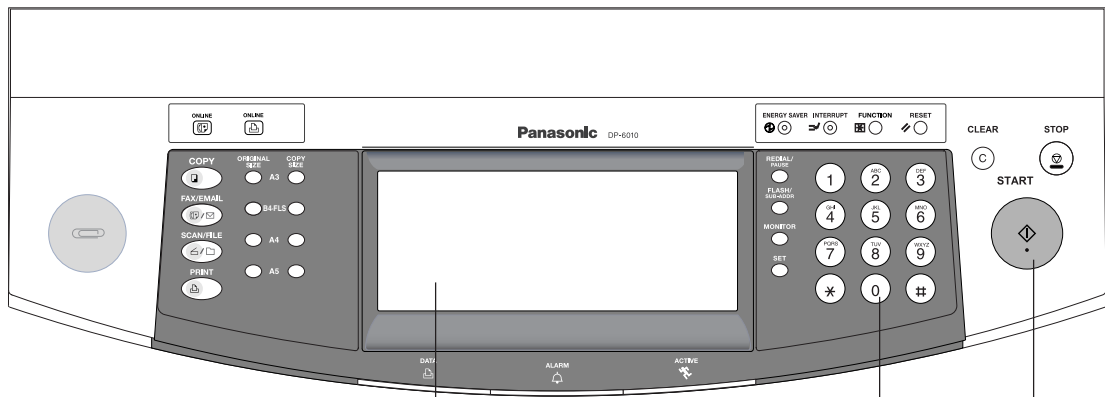 ONLINE
ONLINE
Panasonic DP-6010
ENERGY SAVER INTERRUPT FUNCTION RESET
CLEAR STOP
C
START
COPY
FAX/EMAIL
SCAN/FILE
PRINT
ORIGINAL
SIZE
COPY
SIZE
A3
B4·FLS
A4
A5
REDIAL/
PAUSE
FLASH/
SUB-ADDR
MONITOR
SET
1
ABC
2
DEF
3
GHI
4
JKL
5
MNO
6
PQRS
7
TUV
8
WXYZ
9
*
0
#
DATA
ALARM
ACTIVE